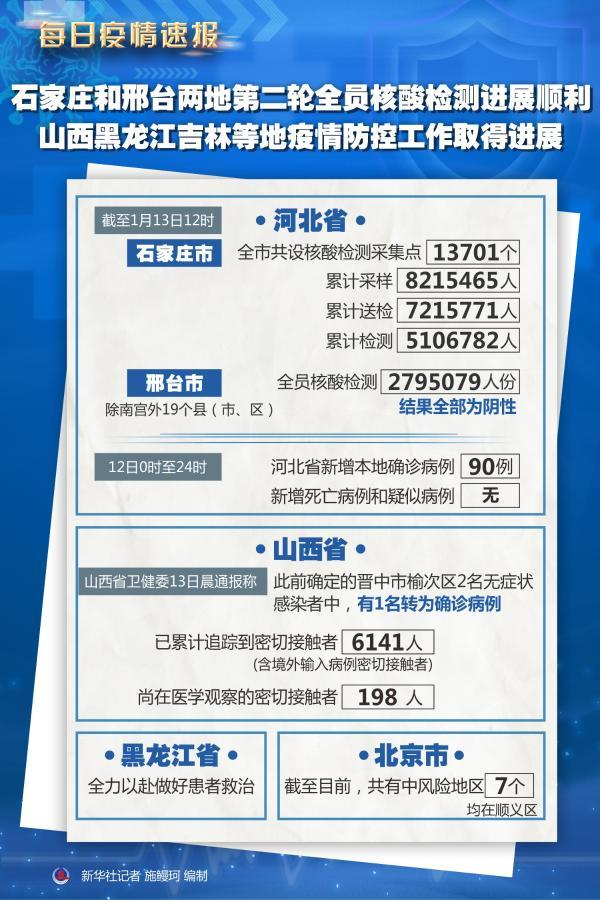 每日疫情速报
石家庄和邢台两地第二轮全员核酸检测进展顺利
山西黑龙江吉林等地疫情防控工作取得进展
截至1月13日12时
•河北省•
石家庄市
全市共设核酸检测采集点 13701个
累计采样 8215465人
累计送检 7215771人
累计检测 5106782人
邢台市
全员核酸检测 2795079人份
除南宫外19个县（市、区）
结果全部为阴性
12日0时至24时
河北省新增本地确诊病例 90例
新增死亡病例和疑似病例 无
•山西省•
山西省卫健委13日晨通报称
此前确定的晋中市榆次区2名无症状
感染者中，有1名转为确诊病例
已累计追踪到密切接触者 6141人
(含境外输入病例密切接触者)
尚在医学观察的密切接触者 198 人
•黑龙江省•
全力以赴做好患者救治
•北京市•
截至目前，共有中风险地区 7个
均在顺义区
新华社记者 施鳗珂 编制